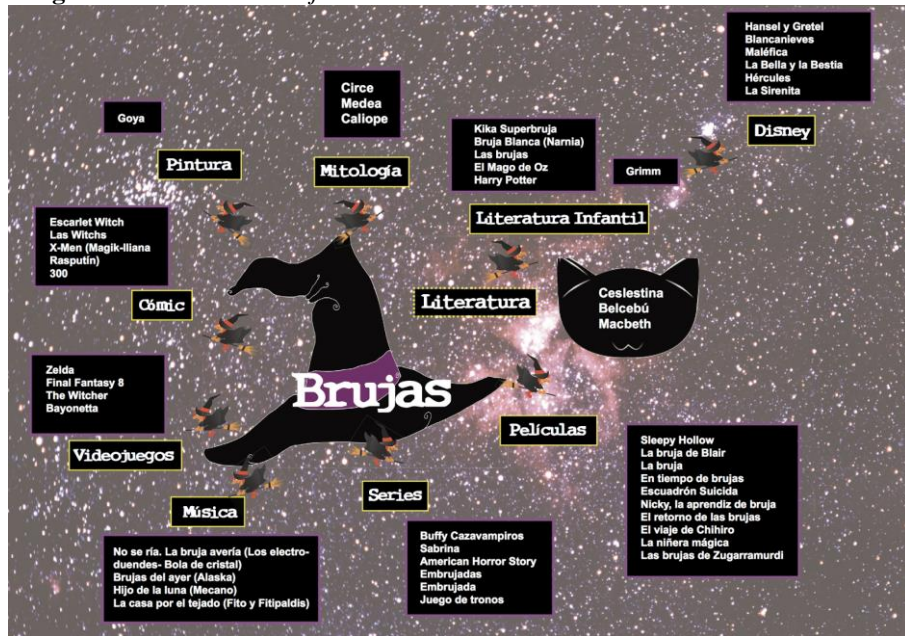 Hansel y Gretel
Blancanieves
Maléfica
La Bella y la Bestia
Hércules
La Sirenita
Disney
Circe
Medea
Caliope
Mitología
Goya
Pintura
Kika Superbruja
Bruja Blanca (Narnia)
Las brujas
El Mago de Oz
Harry Potter
Grimm
Literatura Infantil
Escarlet Witch
Las Witchs
X-Men (Magik-Iliana
Rasputín)
300
Cómic
Literatura
Ceslestina
Belcebú
Macbeth
Zelda
Final Fantasy 8
The Witcher
Bayonetta
Videojuegos
Brujas
Películas
Sleepy Hollow
La bruja de Blair
La bruja
En tiempo de brujas
Escuadrón Suicida
Nicky, la aprendiz de bruja
El retorno de las brujas
El viaje de Chihiro
La niñera mágica
Las brujas de Zugarramurdi
Música
No se ría. La bruja avería (Los electro-
duendes- Bola de cristal)
Brujas del ayer (Alaska)
Hijo de la luna (Mecano)
La casa por el tejado (Fito y Fitipaldis)
Series
Buffy Cazavampiros
Sabrina
American Horror Story
Embrujadas
Embrujada
Juego de tronos